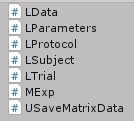 # LData
# LParameters
# LProtocol
# LSubject
# LTrial
# MExp
# USaveMatrixData